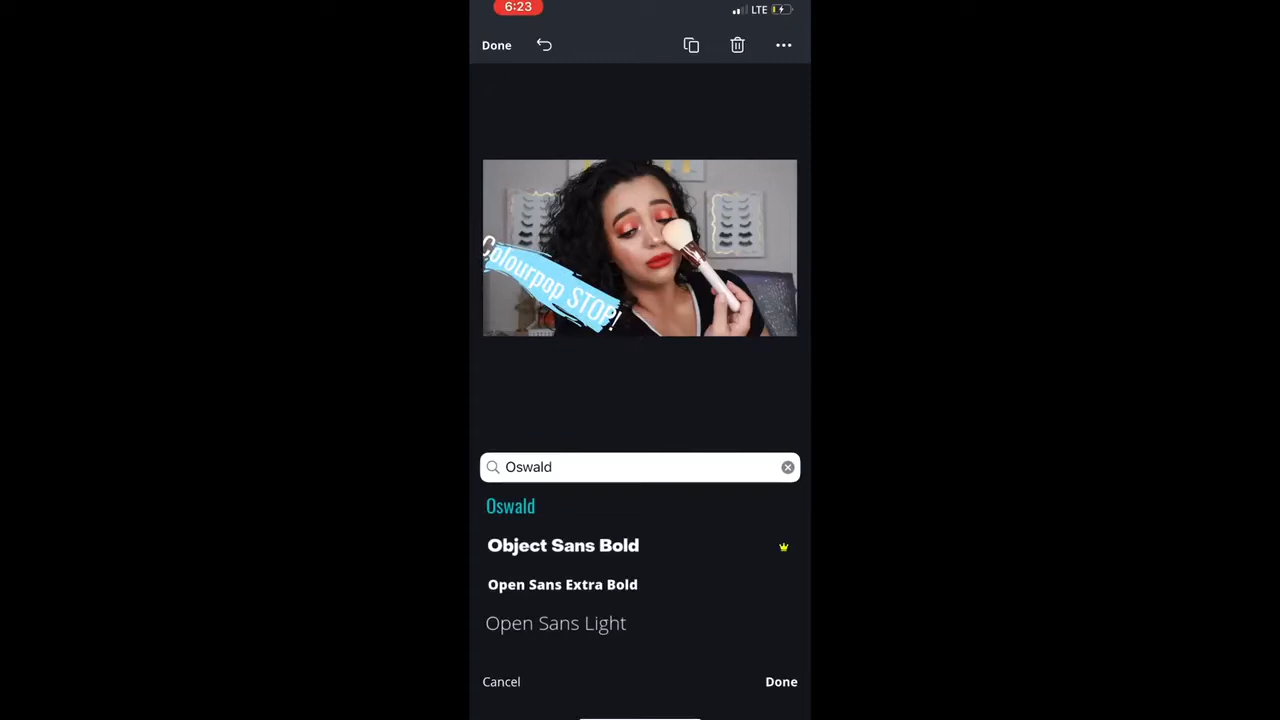 6:23
LTE
Done
Colourpop STOP!
Oswald
Oswald
Object Sans Bold
Open Sans Extra Bold
Open Sans Light
Cancel
Done